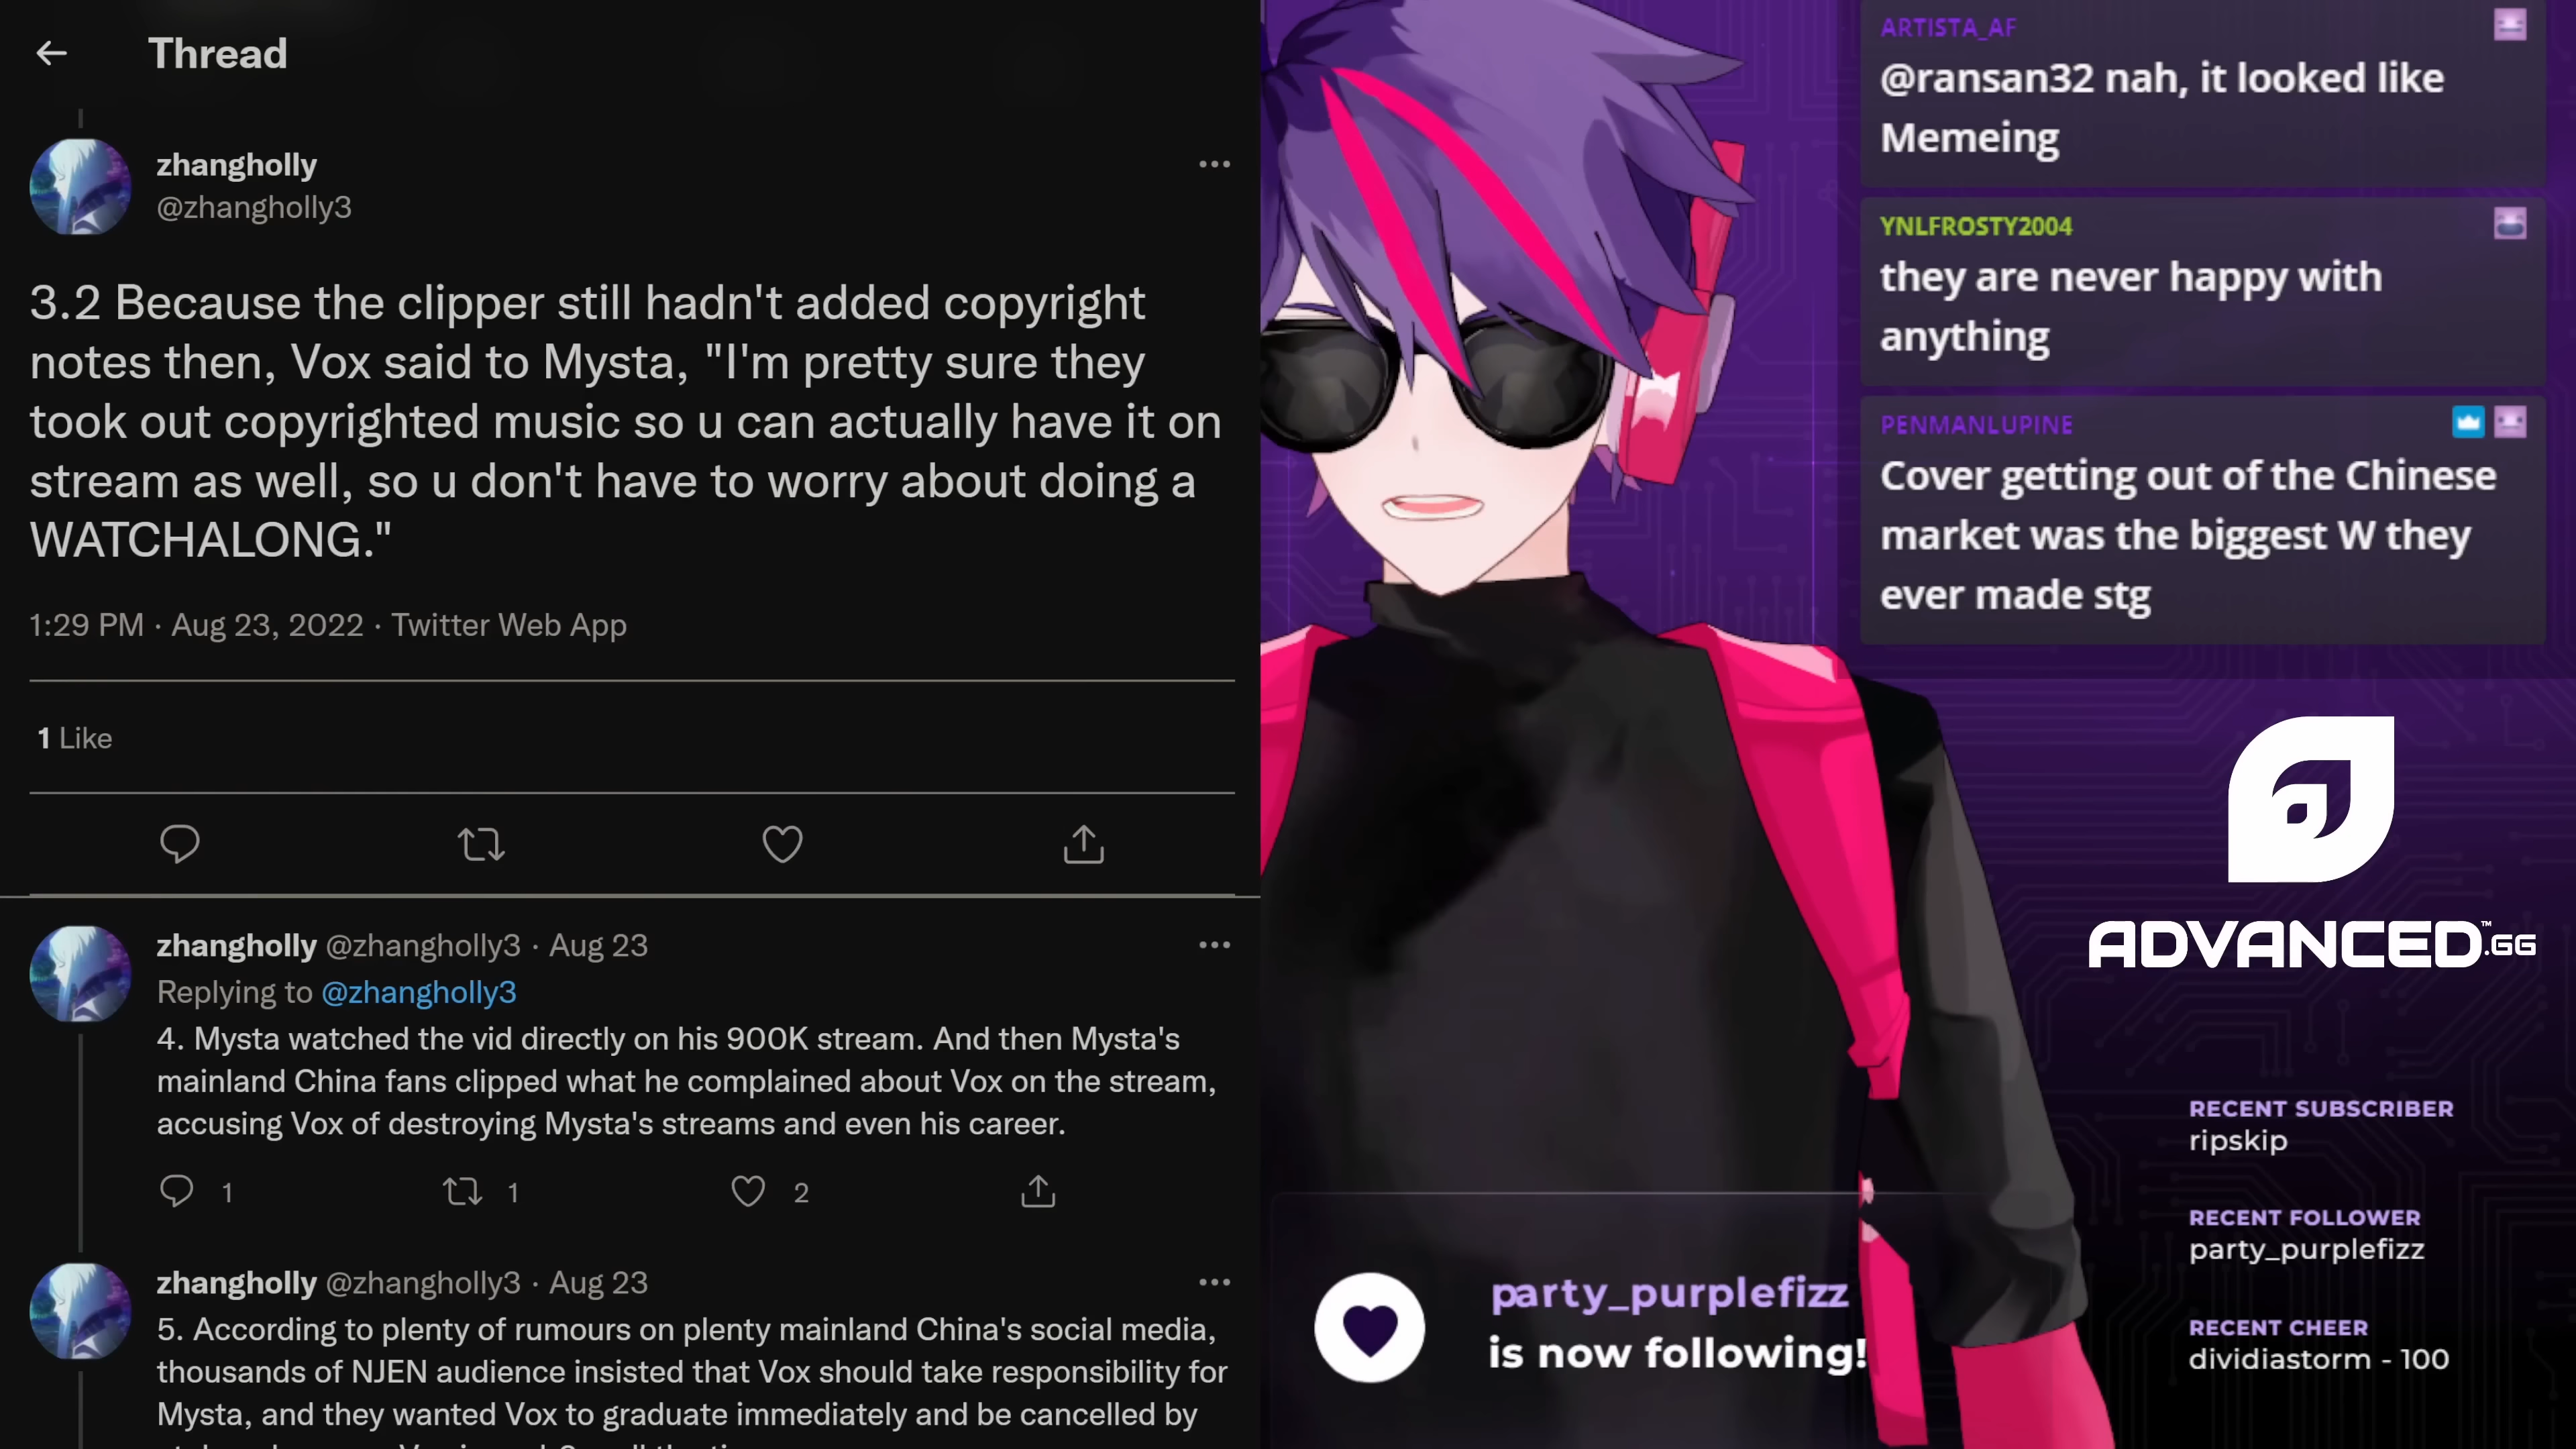 Thread
zhangholly
@zhangholly3
3.2 Because the clipper still hadn't added copyright
notes then, Vox said to Mysta, "I'm pretty sure they
took out copyrighted music so u can actually have it on
stream as well, so u don't have to worry about doing a
WATCHALONG."
1:29 PM · Aug 23, 2022 · Twitter Web App
1 Like
zhangholly @zhangholly3 · Aug 23
Replying to @zhangholly3
4. Mysta watched the vid directly on his 900K stream. And then Mysta's
mainland China fans clipped what he complained about Vox on the stream,
accusing Vox of destroying Mysta's streams and even his career.
1 1 2
zhangholly @zhangholly3 · Aug 23
5. According to plenty of rumours on plenty mainland China's social media,
thousands of NJEN audience insisted that Vox should take responsibility for
Mysta, and they wanted Vox to graduate immediately and be cancelled by
ARTISTA_AF
@ransan32 nah, it looked like
Memeing
YNLFROSTY2004
they are never happy with
anything
PENMANLUPINE
Cover getting out of the Chinese
market was the biggest W they
ever made stg
ADVANCED.GG™
RECENT SUBSCRIBER
ripskip
RECENT FOLLOWER
party_purplefizz
RECENT CHEER
dividiastorm - 100
party_purplefizz
is now following!